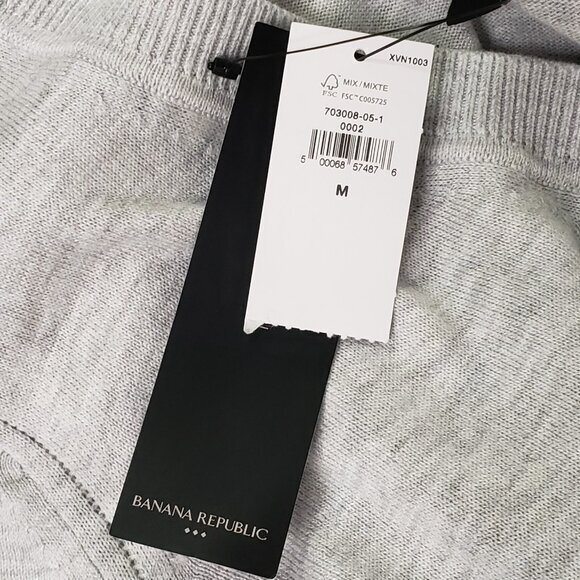 XVN1003
MIX / MIXTE
FSC FSC™ C005725
703008-05-1
0002
5 00068 57487 6
M
BANANA REPUBLIC